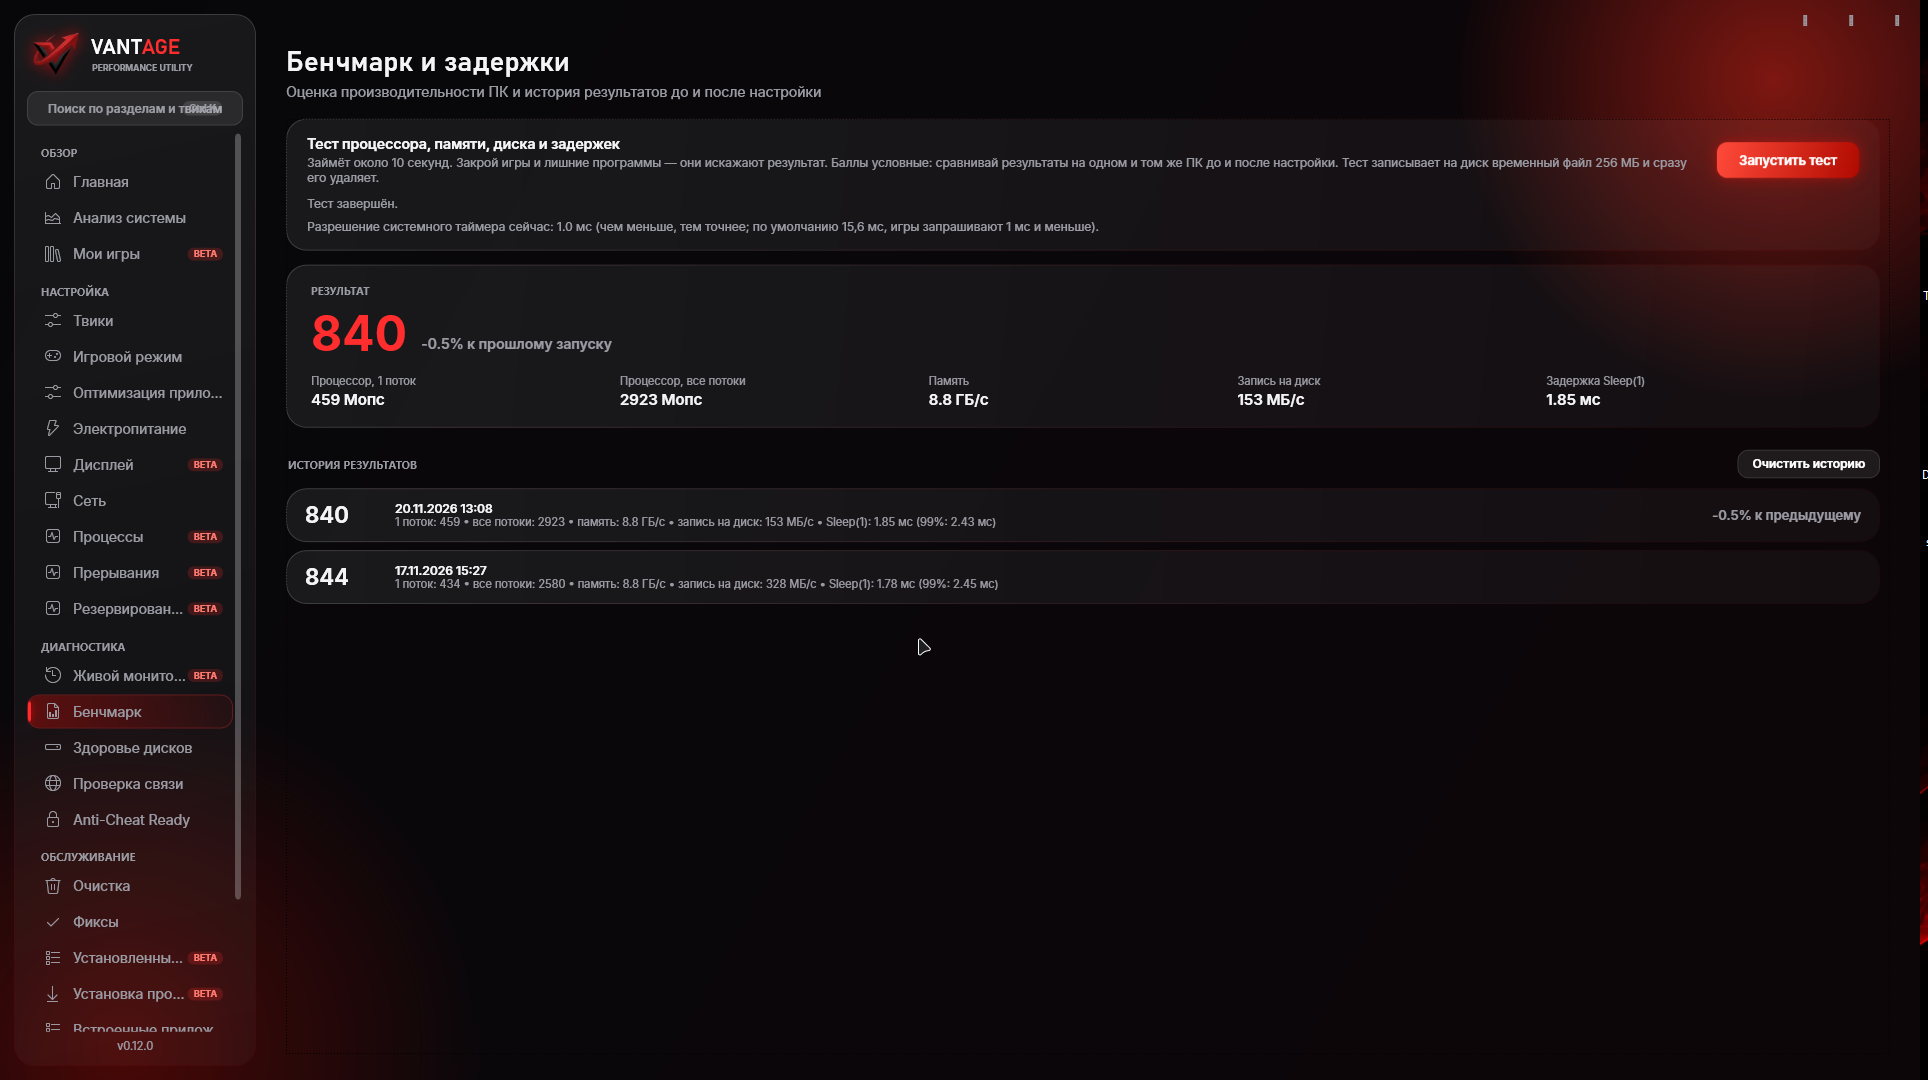 VANTAGE
PERFORMANCE UTILITY
Поиск по разделам и твикам
ОБЗОР
Главная
Анализ системы
Мои игры BETA
НАСТРОЙКА
Твики
Игровой режим
Оптимизация прило...
Электропитание
Дисплей BETA
Сеть
Процессы BETA
Прерывания BETA
Резервирован... BETA
ДИАГНОСТИКА
Живой монито... BETA
Бенчмарк
Здоровье дисков
Проверка связи
Anti-Cheat Ready
ОБСЛУЖИВАНИЕ
Очистка
Фиксы
Установленны... BETA
Установка про... BETA
Встроенные прилож
v0.12.0
Бенчмарк и задержки
Оценка производительности ПК и история результатов до и после настройки
Тест процессора, памяти, диска и задержек
Займёт около 10 секунд. Закрой игры и лишние программы — они искажают результат. Баллы условные: сравнивай результаты на одном и том же ПК до и после настройки. Тест записывает на диск временный файл 256 МБ и сразу
его удаляет.
Тест завершён.
Разрешение системного таймера сейчас: 1.0 мс (чем меньше, тем точнее; по умолчанию 15,6 мс, игры запрашивают 1 мс и меньше).
Запустить тест
РЕЗУЛЬТАТ
840 -0.5% к прошлому запуску
Процессор, 1 поток
459 Мопс
Процессор, все потоки
2923 Мопс
Память
8.8 ГБ/с
Запись на диск
153 МБ/с
Задержка Sleep(1)
1.85 мс
ИСТОРИЯ РЕЗУЛЬТАТОВ
Очистить историю
840
20.11.2026 13:08
1 поток: 459 • все потоки: 2923 • память: 8.8 ГБ/с • запись на диск: 153 МБ/с • Sleep(1): 1.85 мс (99%: 2.43 мс)
-0.5% к предыдущему
844
17.11.2026 15:27
1 поток: 434 • все потоки: 2580 • память: 8.8 ГБ/с • запись на диск: 328 МБ/с • Sleep(1): 1.78 мс (99%: 2.45 мс)